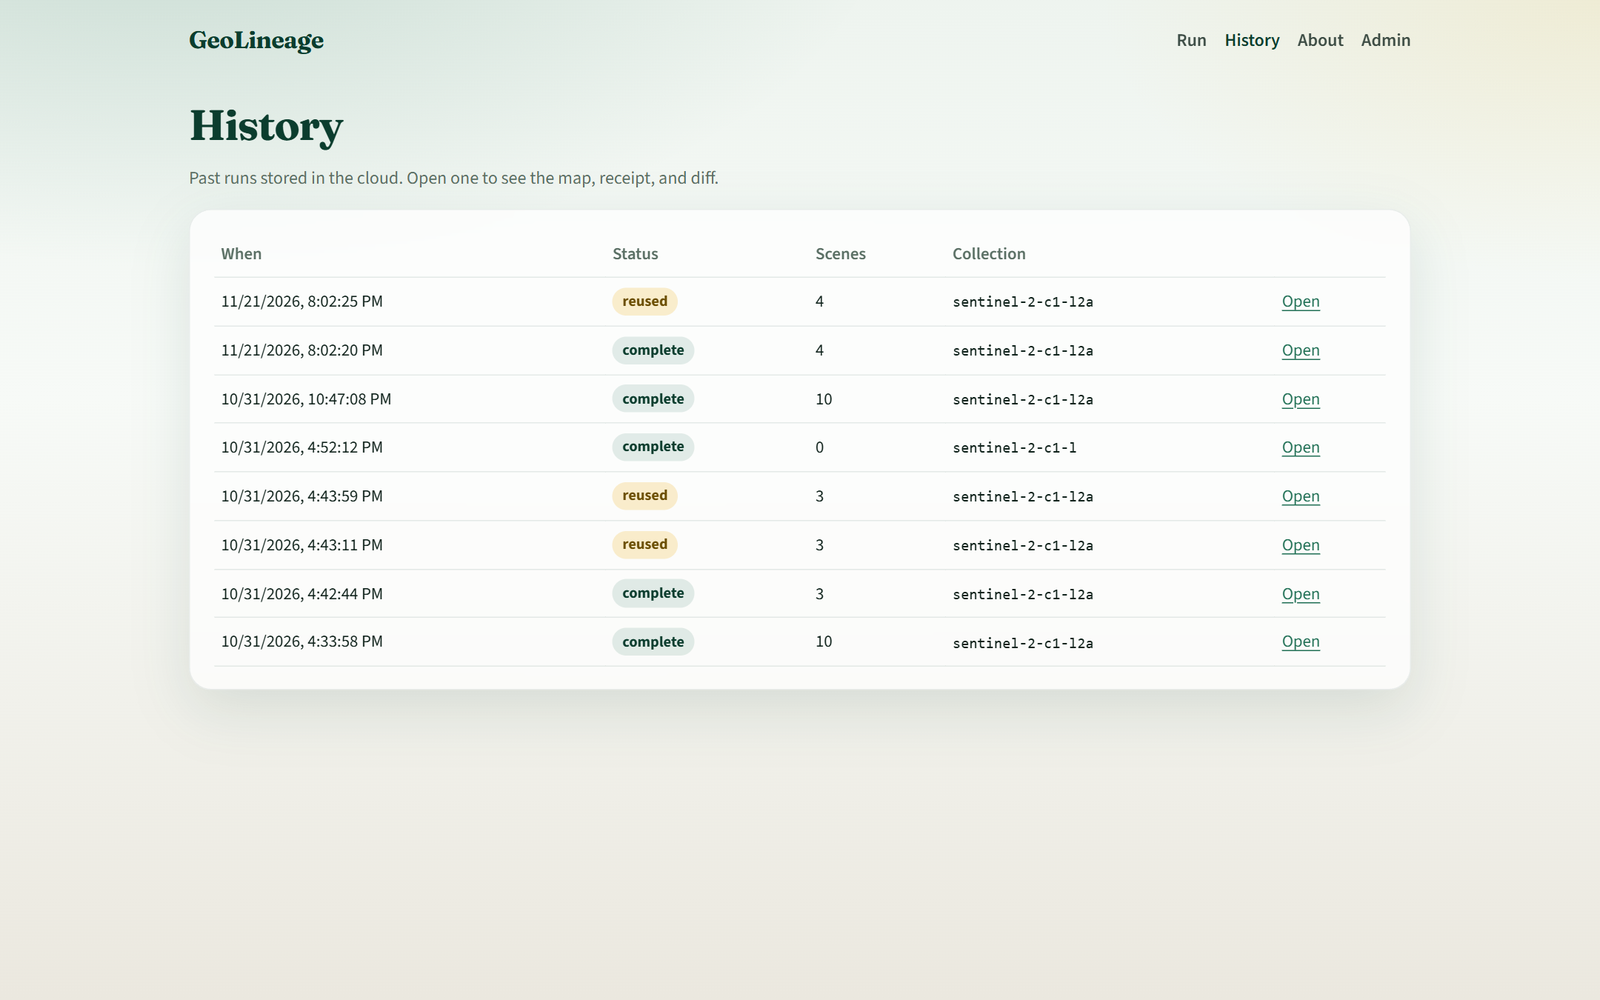 GeoLineage
Run History About Admin
History
Past runs stored in the cloud. Open one to see the map, receipt, and diff.
When Status Scenes Collection
11/21/2026, 8:02:25 PM reused 4 sentinel-2-c1-l2a Open
11/21/2026, 8:02:20 PM complete 4 sentinel-2-c1-l2a Open
10/31/2026, 10:47:08 PM complete 10 sentinel-2-c1-l2a Open
10/31/2026, 4:52:12 PM complete 0 sentinel-2-c1-l Open
10/31/2026, 4:43:59 PM reused 3 sentinel-2-c1-l2a Open
10/31/2026, 4:43:11 PM reused 3 sentinel-2-c1-l2a Open
10/31/2026, 4:42:44 PM complete 3 sentinel-2-c1-l2a Open
10/31/2026, 4:33:58 PM complete 10 sentinel-2-c1-l2a Open